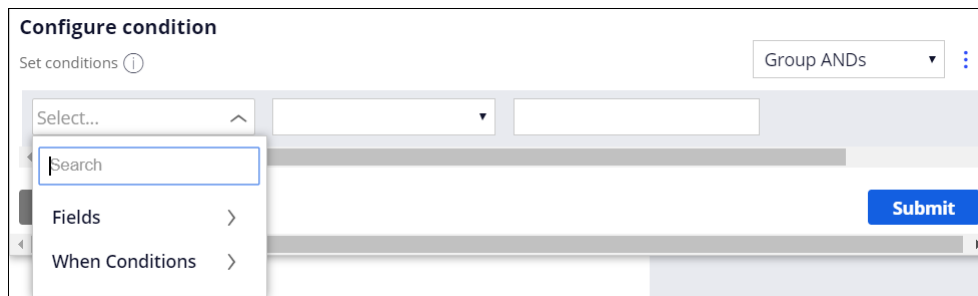 Configure condition
Set conditions i
Group ANDs
Select...
Search
Fields
When Conditions
Submit